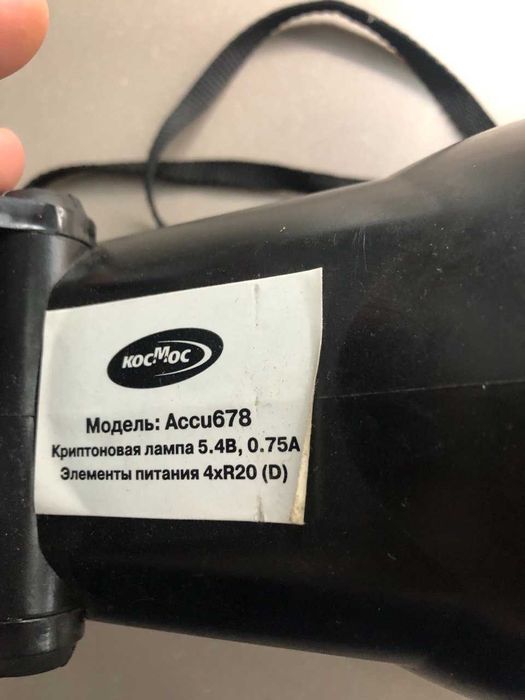 космос
Модель: Accu678
Криптоновая лампа 5.4В, 0.75А
Элементы питания 4xR20 (D)